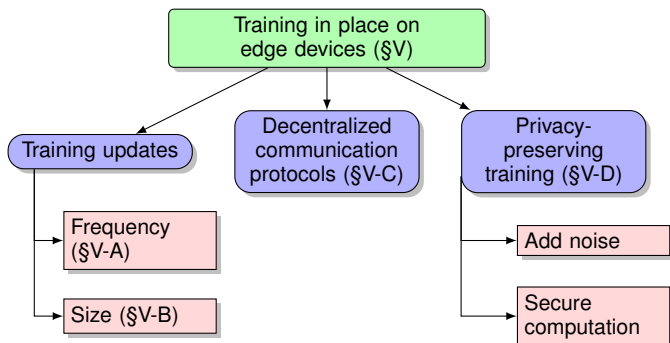 Training in place on
edge devices (§V)
Training updates
Decentralized
communication
protocols (§V-C)
Privacy-
preserving
training (§V-D)
Frequency
(§V-A)
Size (§V-B)
Add noise
Secure
computation